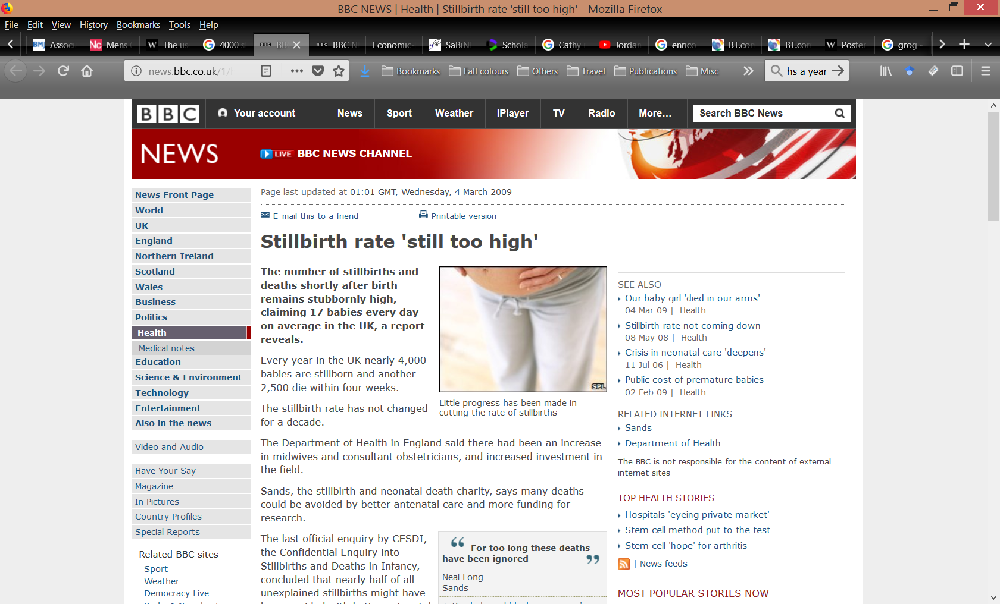 BBC NEWS | Health | Stillbirth rate 'still too high' - Mozilla Firefox
File Edit View History Bookmarks Tools Help
BMJ Associ Nc Mens W The us 4000 s BBC BB BBC BBC N Economic- SaBiNE Schola Cathy Jordan enrico BT.con BT.con W Poster grog -
news.bbc.co.uk/1/ Bookmarks Fall colours Others Travel Publications Misc hs a year
BBC Your account News Sport Weather iPlayer TV Radio More... Search BBC News
NEWS LIVE BBC NEWS CHANNEL
News Front Page
World
UK
England
Northern Ireland
Scotland
Wales
Business
Politics
Health
Medical notes
Education
Science & Environment
Technology
Entertainment
Also in the news
Video and Audio
Have Your Say
Magazine
In Pictures
Country Profiles
Special Reports
Related BBC sites
Sport
Weather
Democracy Live
Page last updated at 01:01 GMT, Wednesday, 4 March 2009
E-mail this to a friend Printable version
Stillbirth rate 'still too high'
The number of stillbirths and
deaths shortly after birth
remains stubbornly high,
claiming 17 babies every day
on average in the UK, a report
reveals.
Every year in the UK nearly 4,000
babies are stillborn and another
2,500 die within four weeks.
The stillbirth rate has not changed
for a decade.
SPL
Little progress has been made in
cutting the rate of stillbirths
The Department of Health in England said there had been an increase
in midwives and consultant obstetricians, and increased investment in
the field.
Sands, the stillbirth and neonatal death charity, says many deaths
could be avoided by better antenatal care and more funding for
research.
The last official enquiry by CESDI,
the Confidential Enquiry into
Stillbirths and Deaths in Infancy,
concluded that nearly half of all
unexplained stillbirths might have
“ For too long these deaths
have been ignored ”
Neal Long
Sands
SEE ALSO
Our baby girl 'died in our arms'
04 Mar 09 | Health
Stillbirth rate not coming down
08 May 08 | Health
Crisis in neonatal care 'deepens'
11 Jul 06 | Health
Public cost of premature babies
02 Feb 09 | Health
RELATED INTERNET LINKS
Sands
Department of Health
The BBC is not responsible for the content of external
internet sites
TOP HEALTH STORIES
Hospitals 'eyeing private market'
Stem cell method put to the test
Stem cell 'hope' for arthritis
| News feeds
MOST POPULAR STORIES NOW